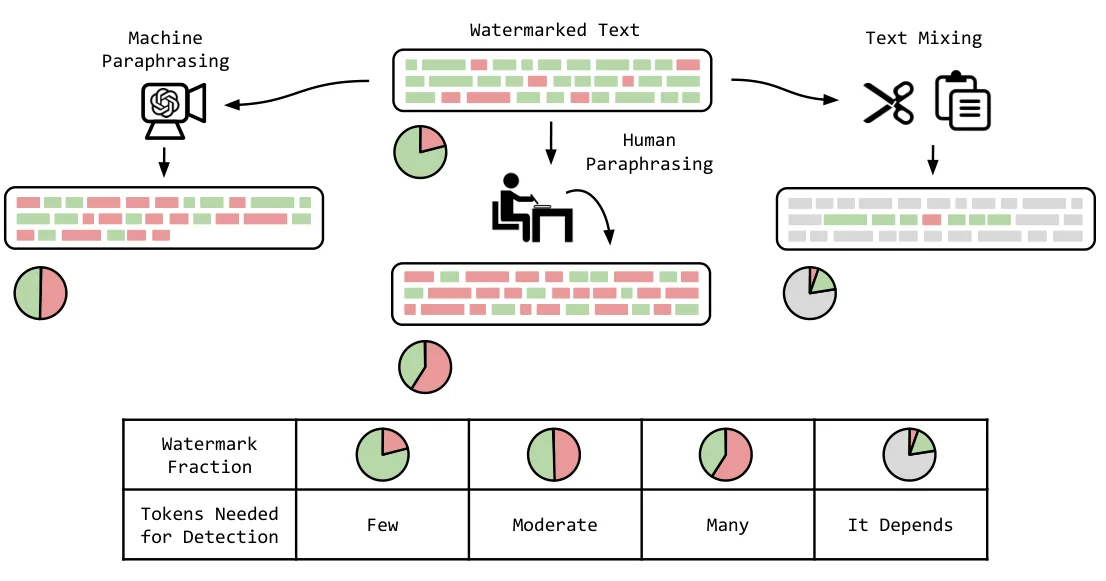 Watermarked Text
Machine
Paraphrasing
Text Mixing
Human
Paraphrasing
Watermark
Fraction
Tokens Needed
for Detection
Few
Moderate
Many
It Depends